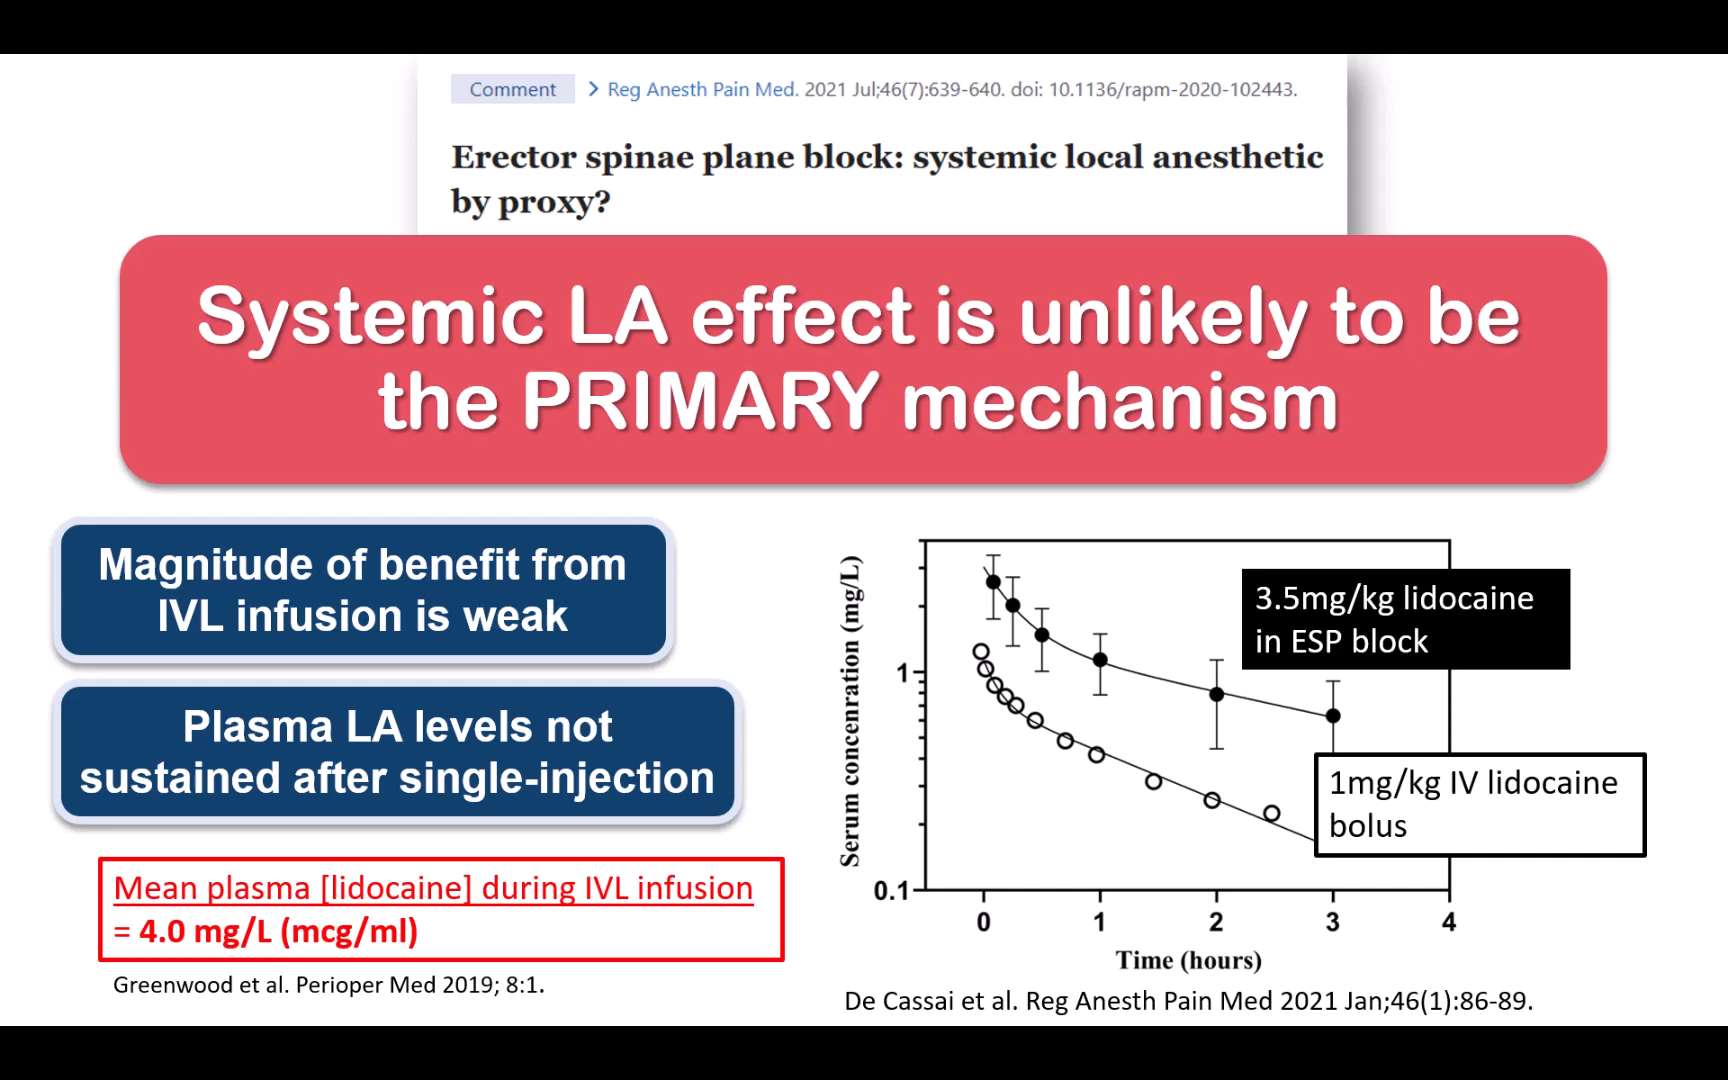 Comment > Reg Anesth Pain Med. 2021 Jul;46(7):639-640. doi: 10.1136/rapm-2020-102443.
Erector spinae plane block: systemic local anesthetic
by proxy?
Systemic LA effect is unlikely to be
the PRIMARY mechanism
Magnitude of benefit from
IVL infusion is weak
Plasma LA levels not
sustained after single-injection
Mean plasma [lidocaine] during IVL infusion
= 4.0 mg/L (mcg/ml)
Greenwood et al. Perioper Med 2019; 8:1.
Serum concenration (mg/L)
1
0.1
3.5mg/kg lidocaine
in ESP block
1mg/kg IV lidocaine
bolus
0 1 2 3 4
Time (hours)
De Cassai et al. Reg Anesth Pain Med 2021 Jan;46(1):86-89.